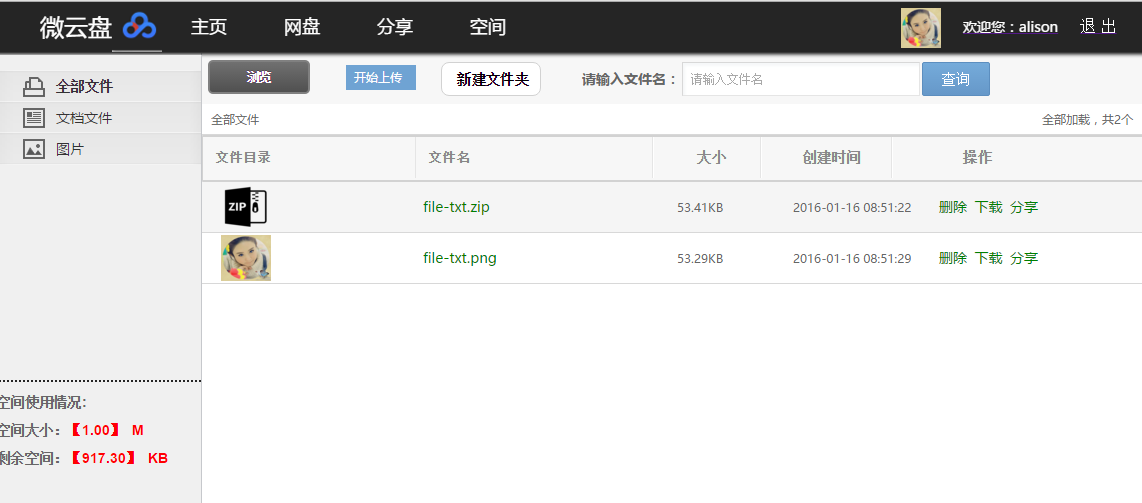 微云盘 主页 网盘 分享 空间 欢迎您：alison 退 出
浏览 开始上传 新建文件夹 请输入文件名： 请输入文件名 查询
全部文件
文档文件
图片
全部文件 全部加载，共2个
文件目录 文件名 大小 创建时间 操作
ZIP file-txt.zip 53.41KB 2016-01-16 08:51:22 删除 下载 分享
file-txt.png 53.29KB 2016-01-16 08:51:29 删除 下载 分享
空间使用情况:
空间大小:【1.00】 M
剩余空间:【917.30】 KB